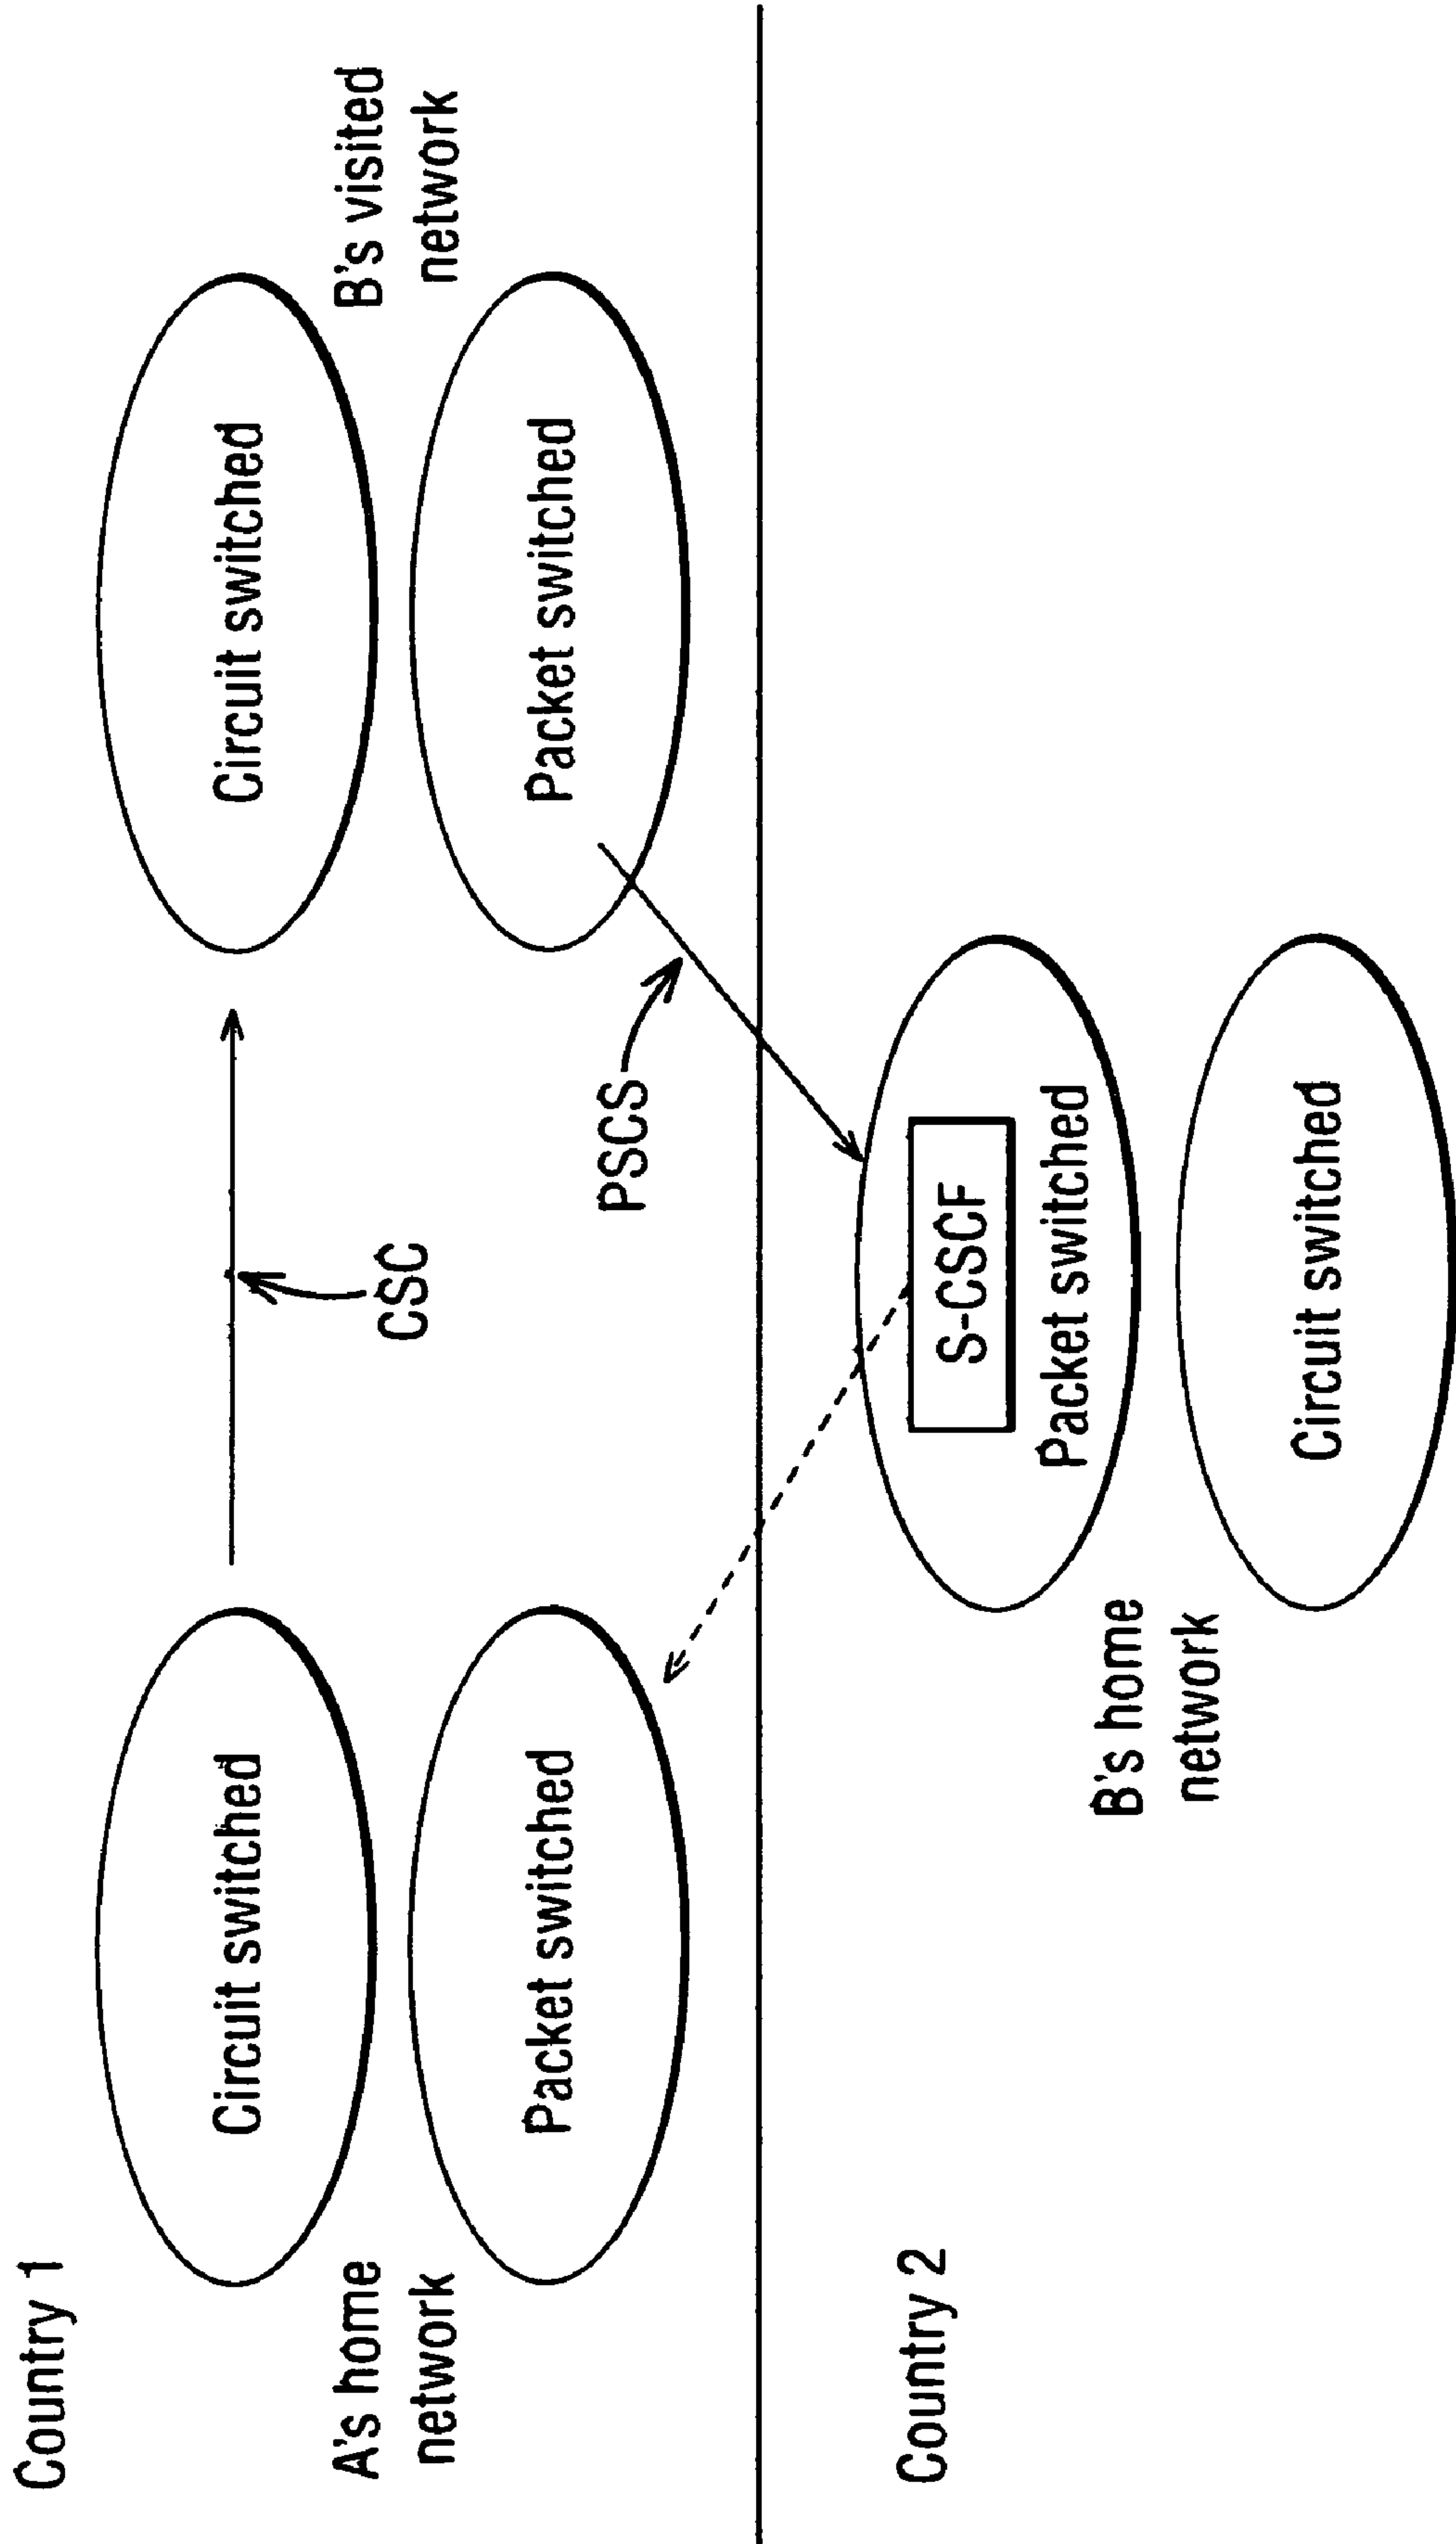 Country 1
Circuit switched
Circuit switched
A's home
network
CSC
B's visited
network
Packet switched
Packet switched
PSCS
Country 2
S-CSCF
Packet switched
B's home
network
Circuit switched